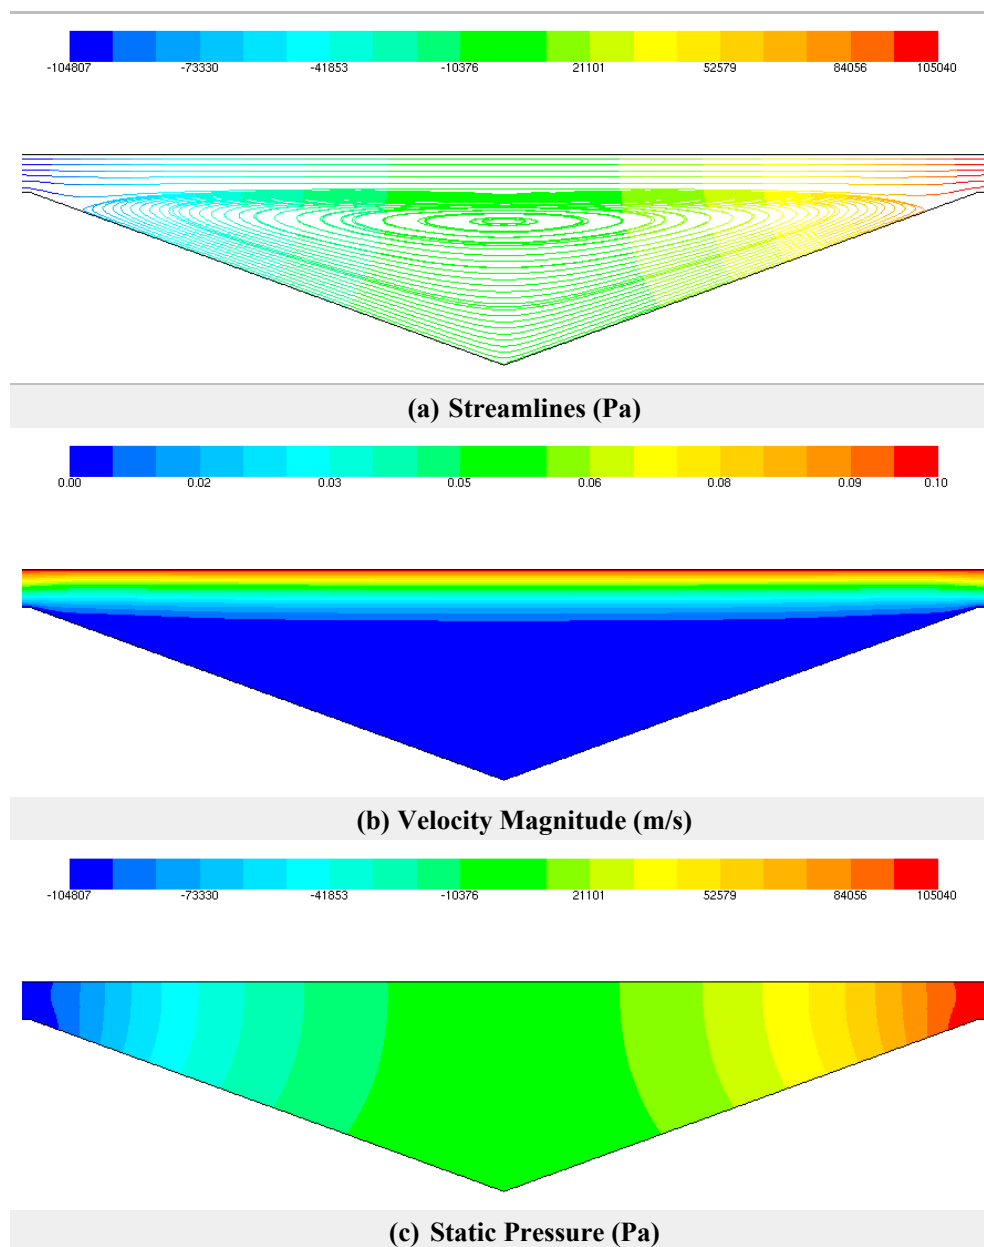 -104807 -73330 -41853 -10376 21101 52579 84056 105040
(a) Streamlines (Pa)
0.00 0.02 0.03 0.05 0.06 0.08 0.09 0.10
(b) Velocity Magnitude (m/s)
-104807 -73330 -41853 -10376 21101 52579 84056 105040
(c) Static Pressure (Pa)